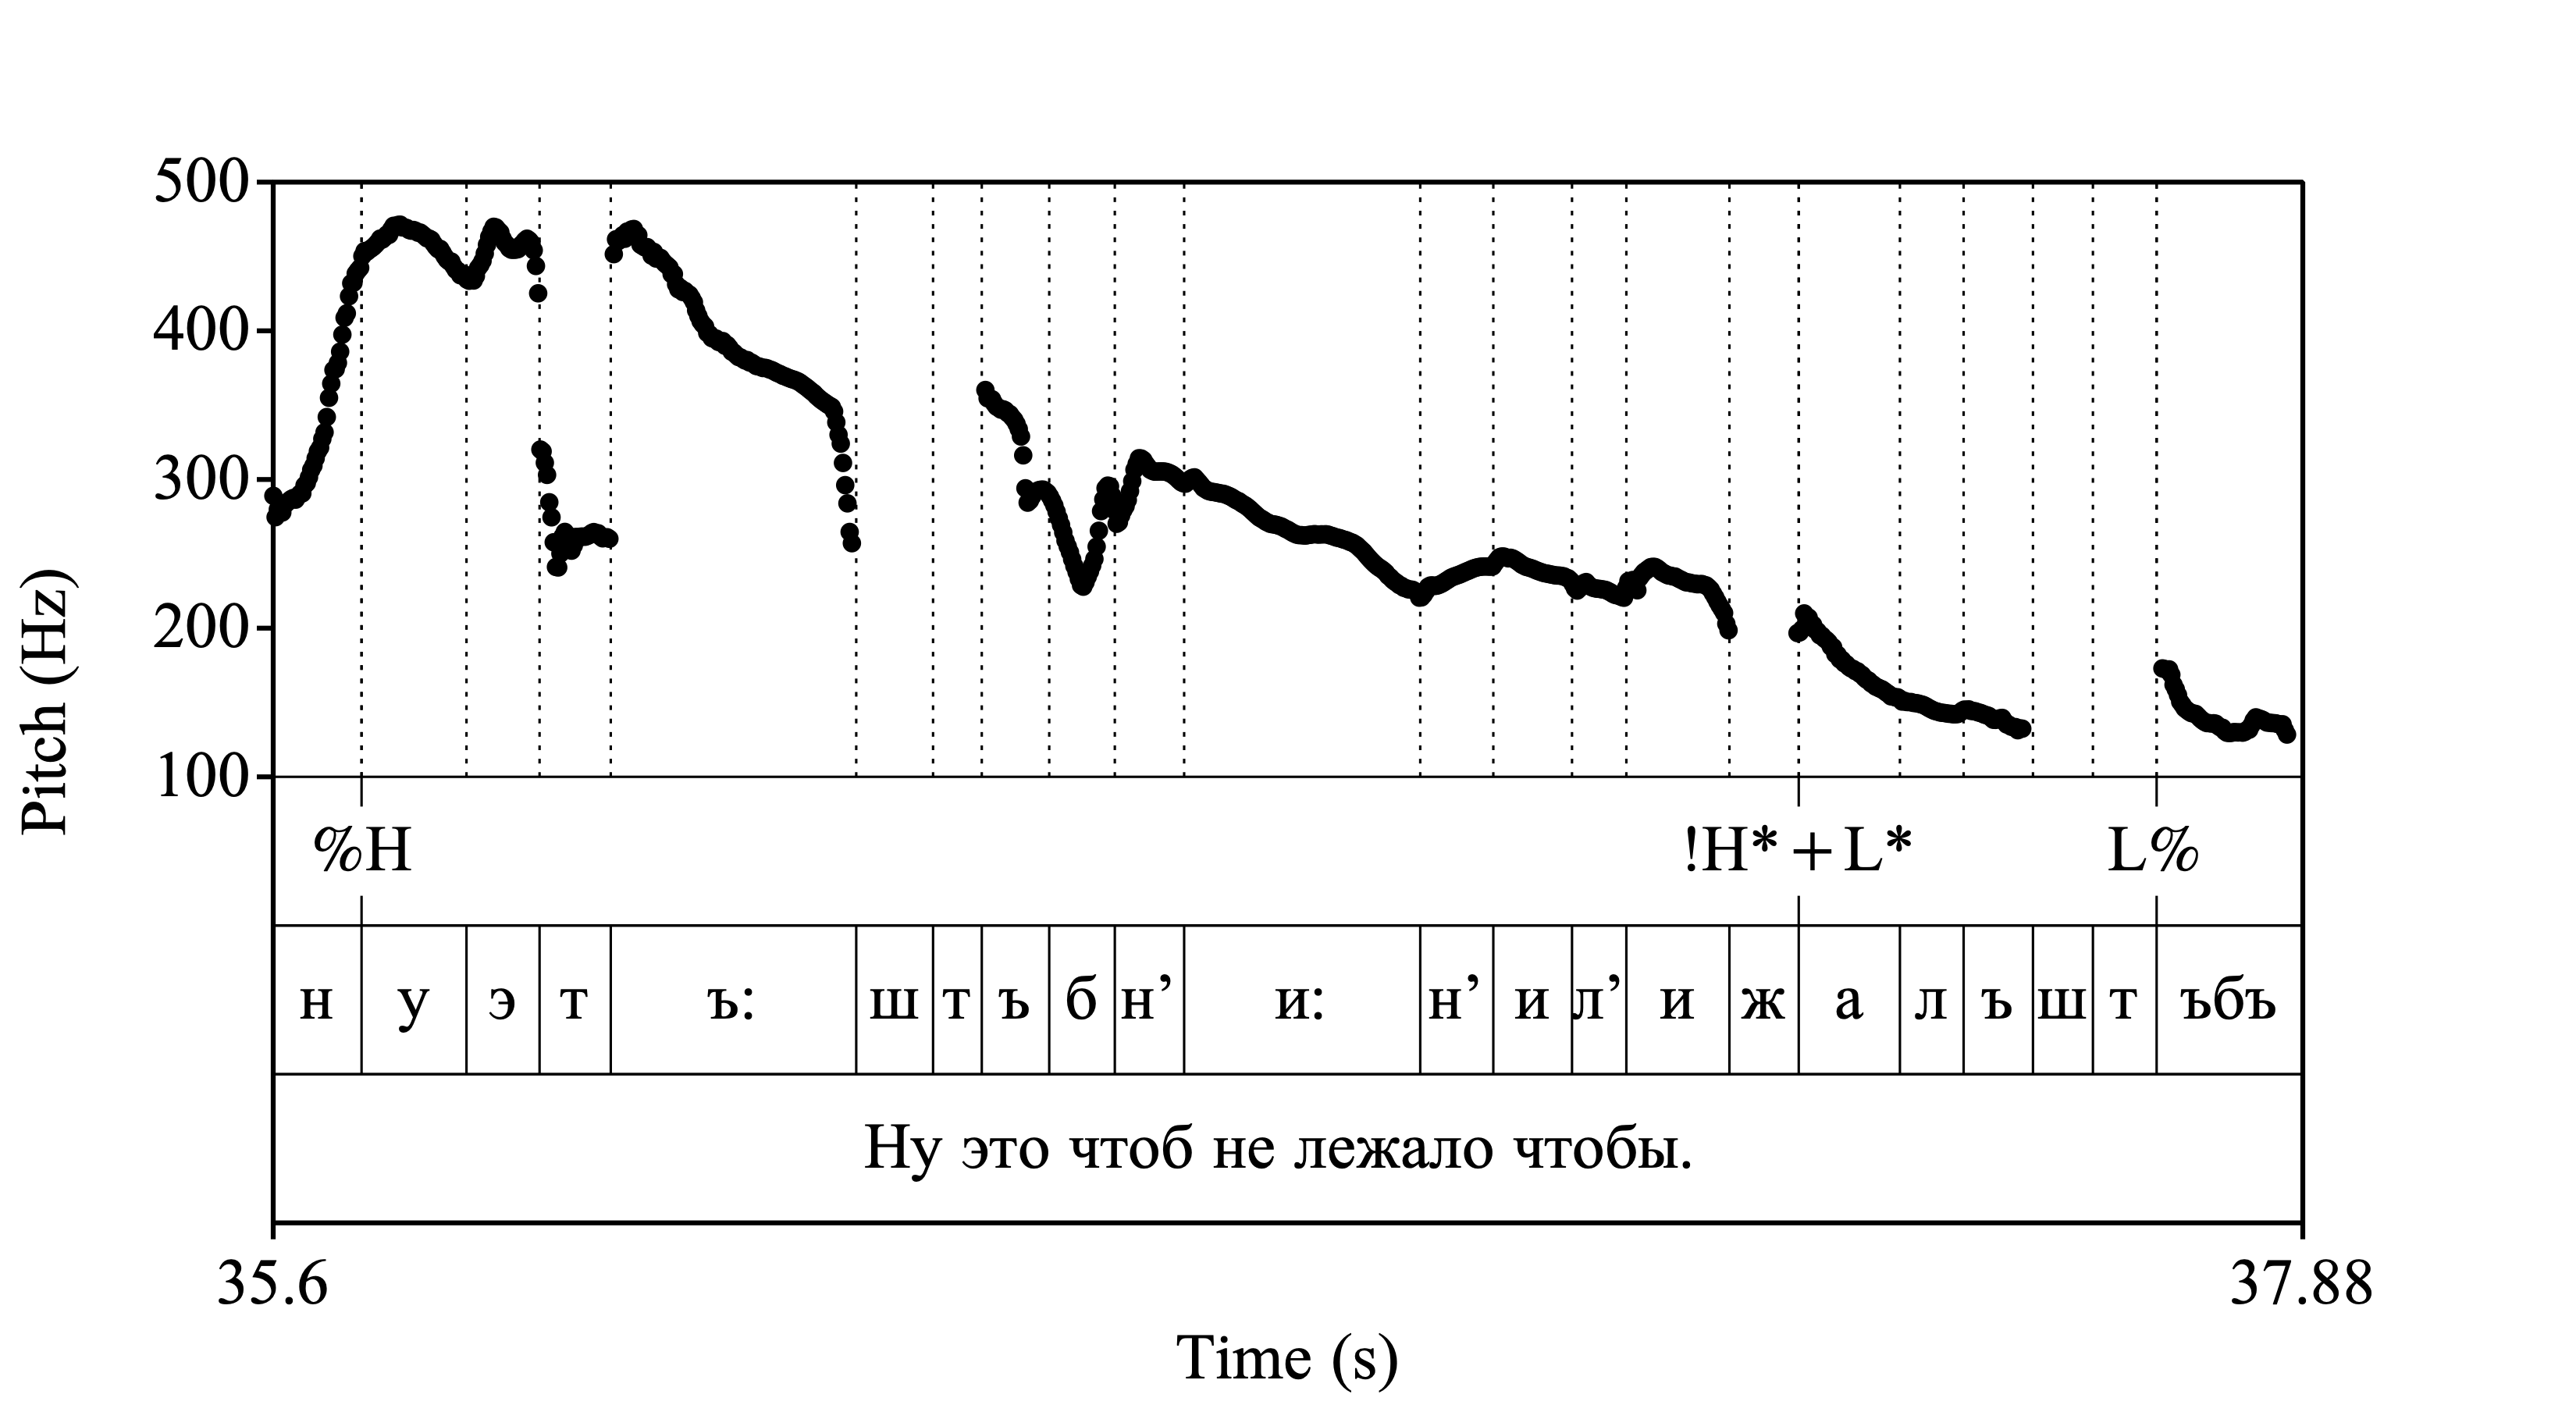 500
400
300
200
100
Pitch (Hz)
%H !H* + L* L%
н у э т ъ: ш т ъ б н’ и: н’ и л’ и ж а л ъ ш т ъбъ
Ну это чтоб не лежало чтобы.
35.6 37.88
Time (s)